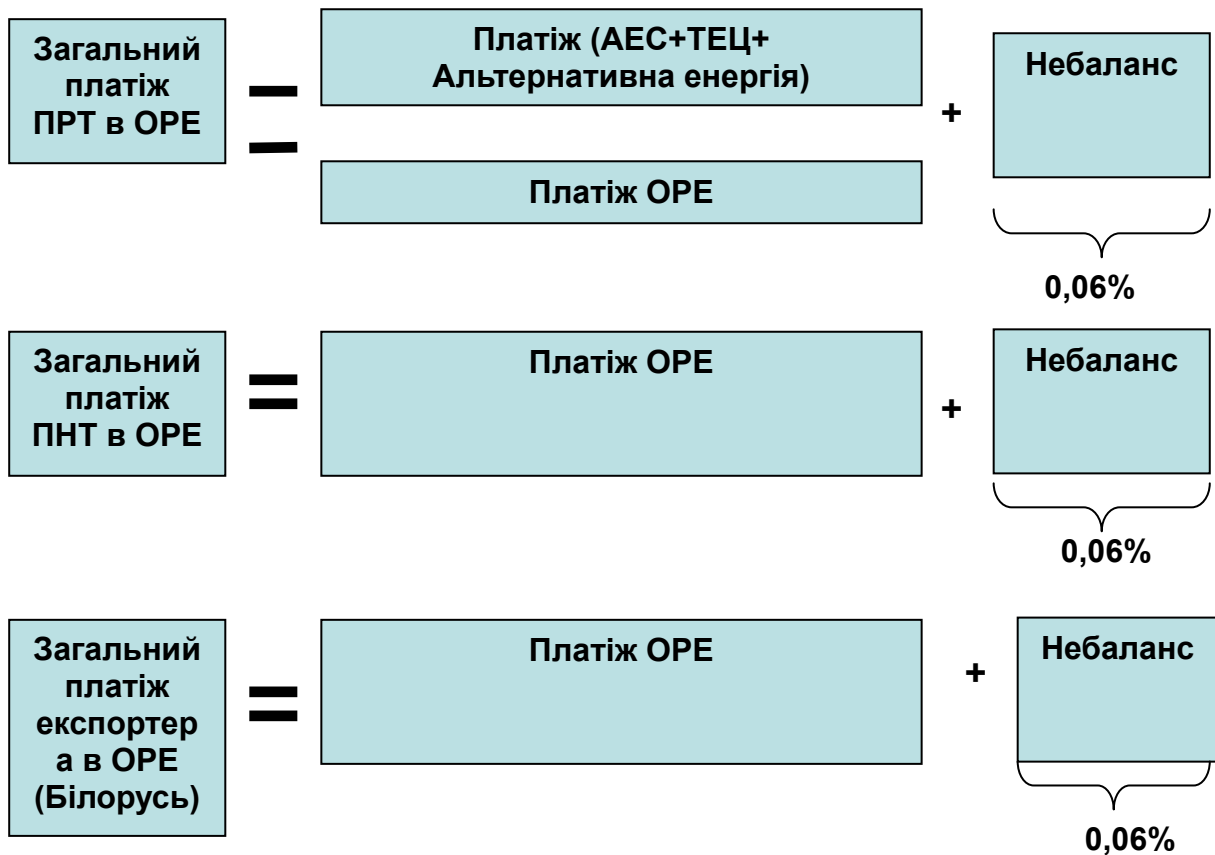 Загальний
платіж
ПРТ в ОРЕ
Платіж (АЕС+ТЕЦ+
Альтернативна енергія)
Платіж ОРЕ
+
Небаланс
0,06%
Загальний
платіж
ПНТ в ОРЕ
=
Платіж ОРЕ
+
Небаланс
0,06%
Загальний
платіж
експортер
а в ОРЕ
(Білорусь)
=
Платіж ОРЕ
+
Небаланс
0,06%